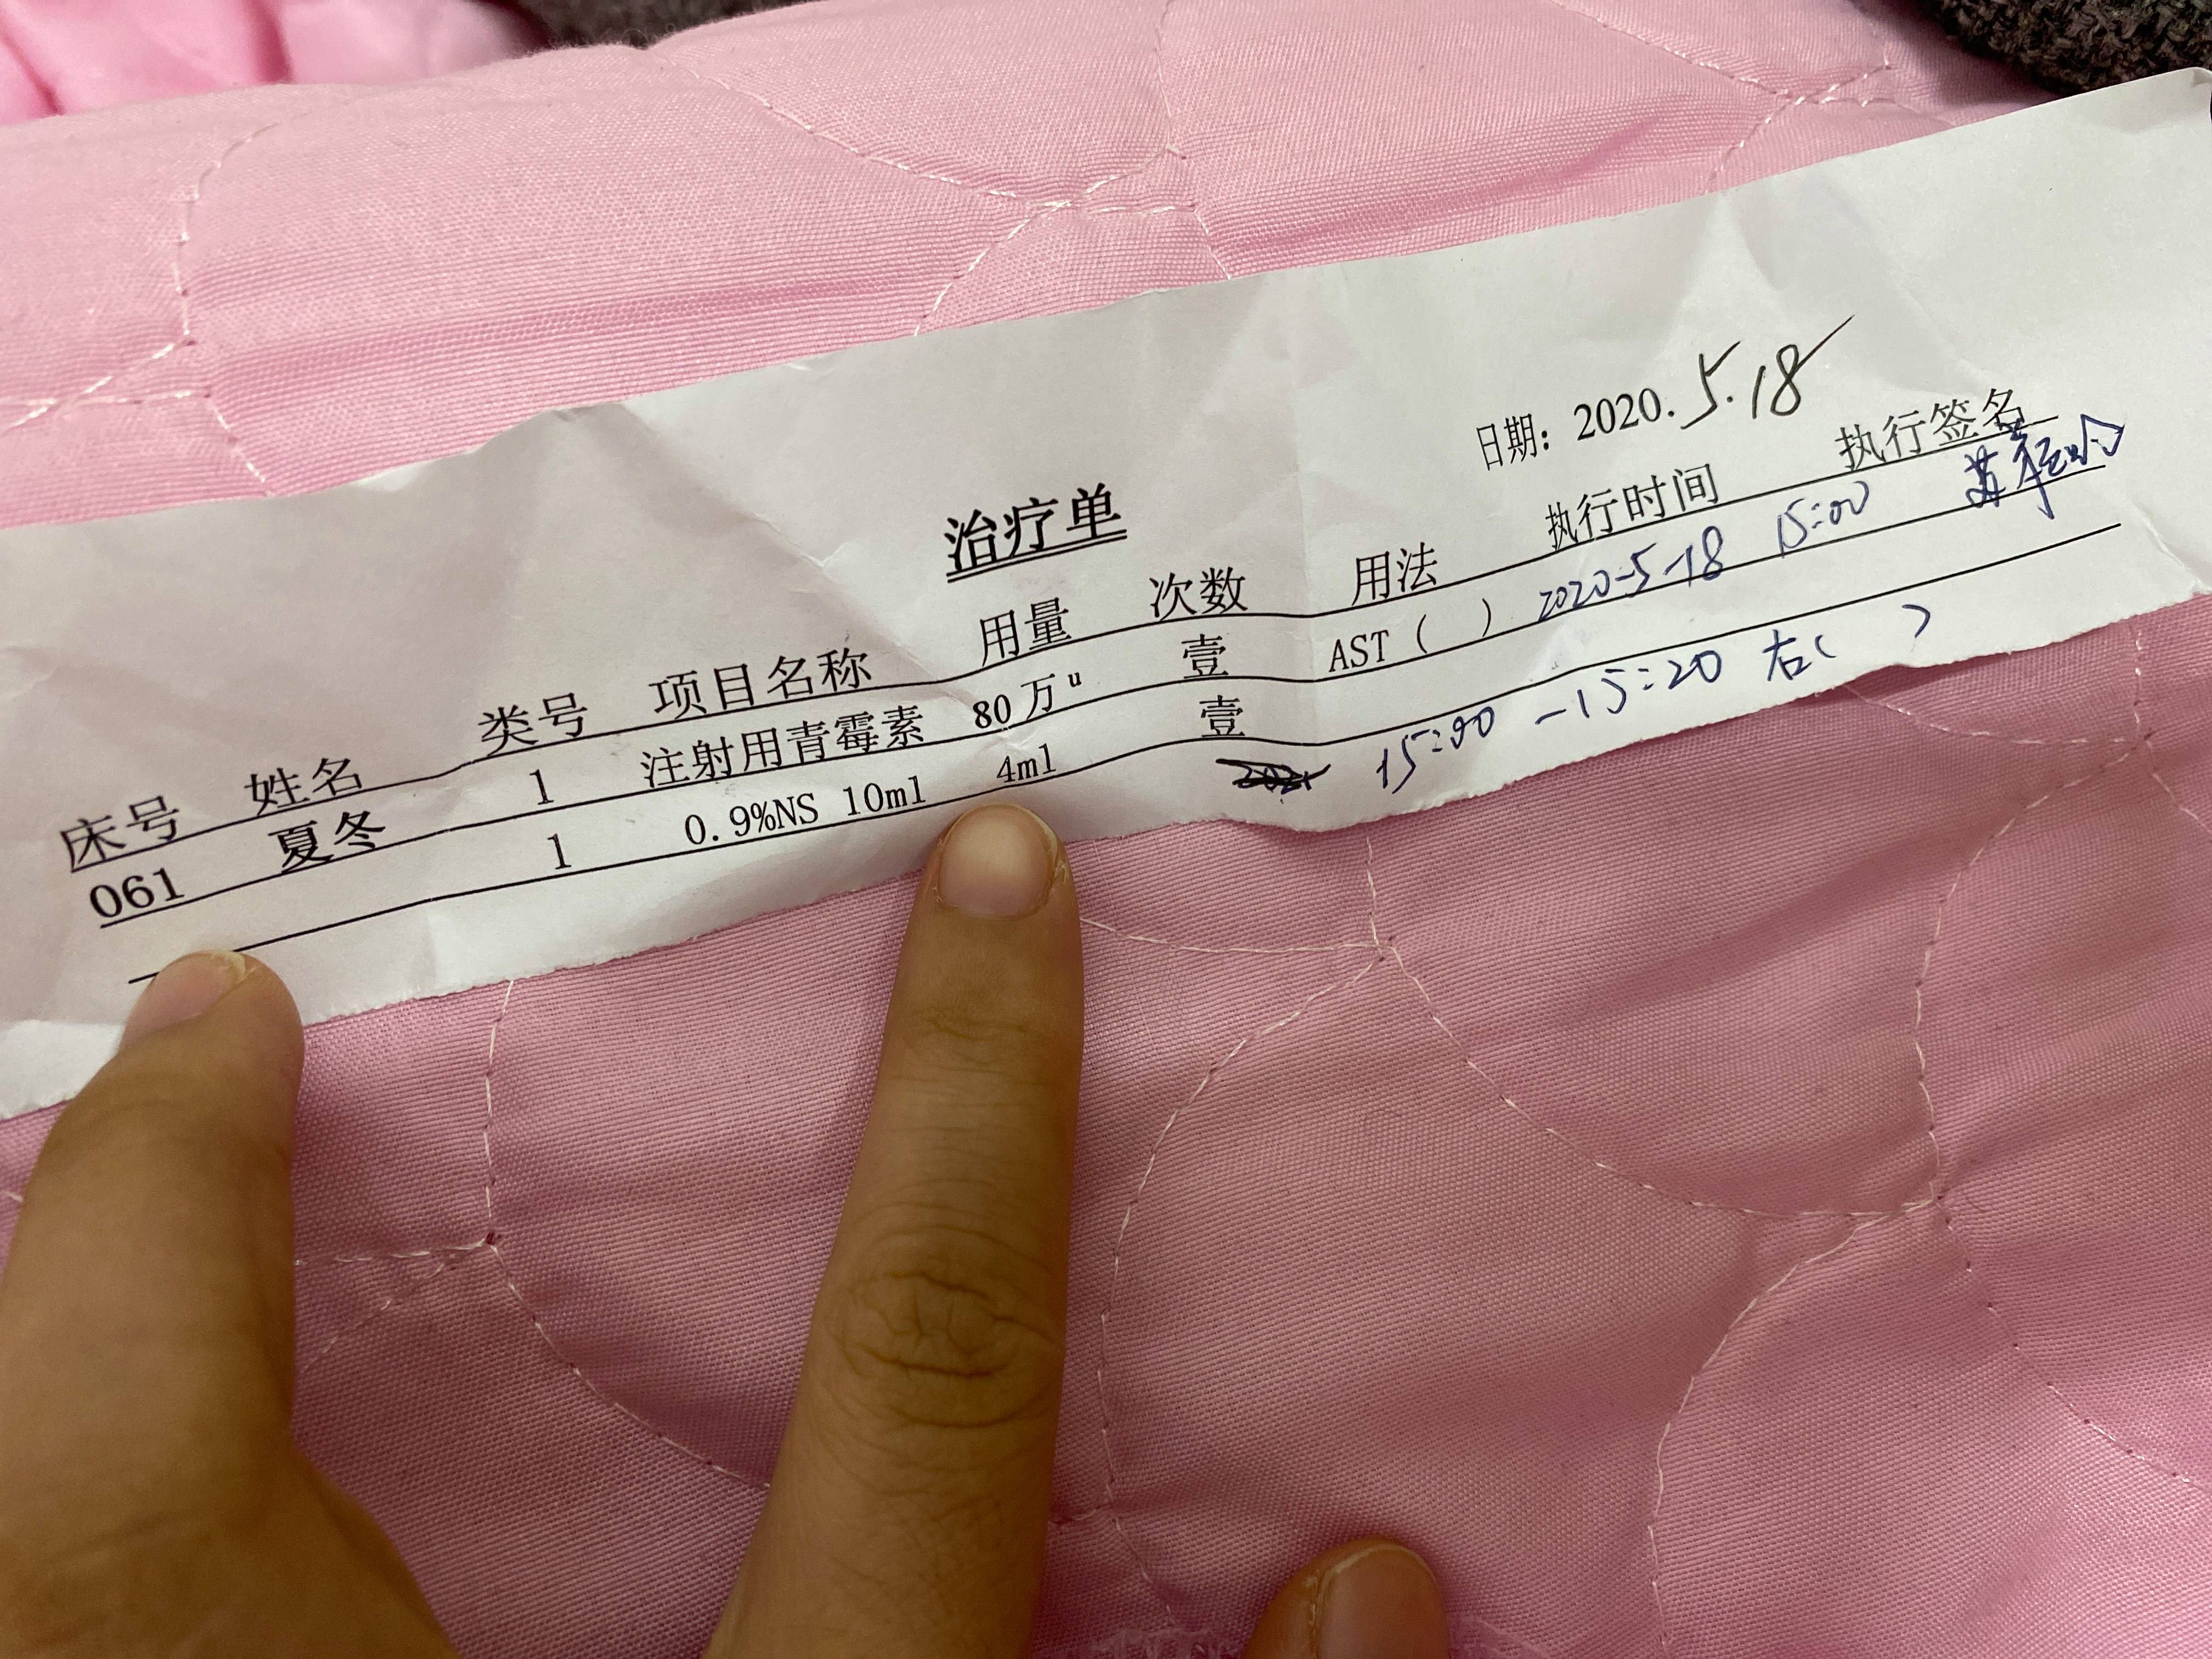 治疗单
日期: 2020.5.18
床号 姓名 类号 项目名称 用量 次数 用法 执行时间 执行签名
061 夏冬 1 注射用青霉素 80万u 壹 AST( ) 2020-5-18 15:00
1 0.9%NS 10ml 4ml 壹
15:00-15:20 右( )